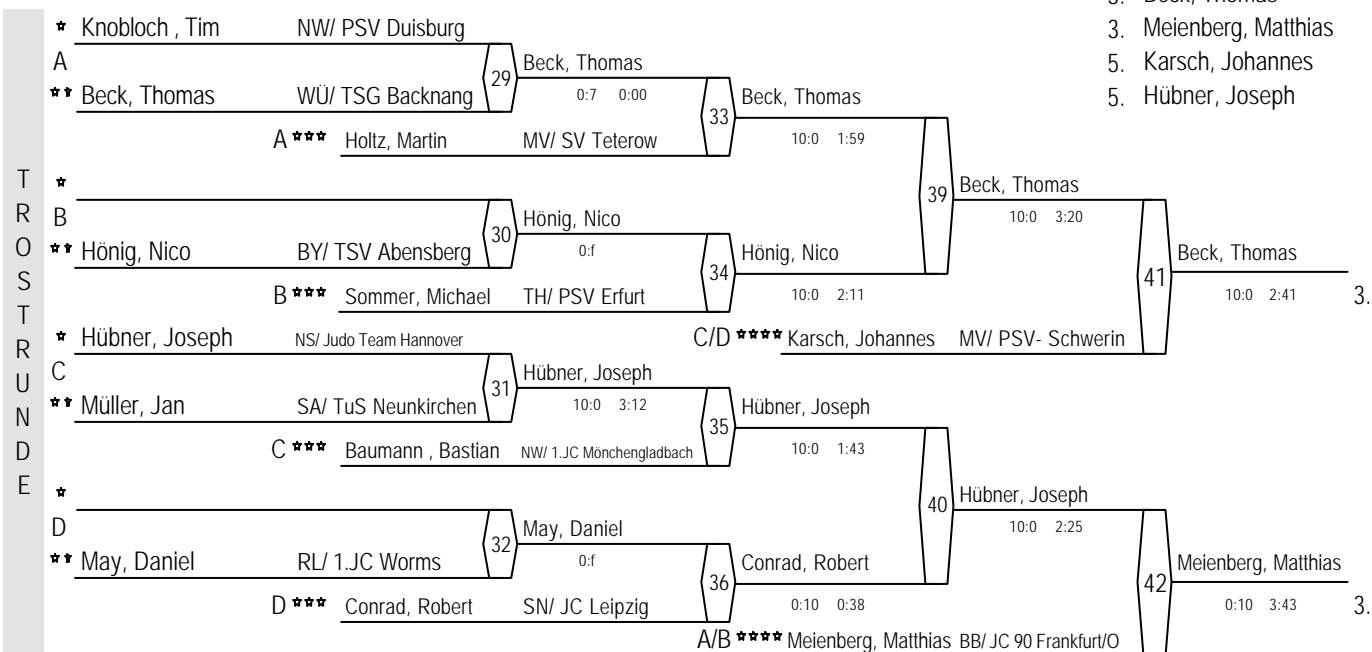 3. Beck, Thomas
* Knobloch , Tim NW/ PSV Duisburg
3. Meienberg, Matthias
A
29 Beck, Thomas
5. Karsch, Johannes
** Beck, Thomas WÜ/ TSG Backnang
0:7 0:00
Beck, Thomas
5. Hübner, Joseph
33
A *** Holtz, Martin MV/ SV Teterow
10:0 1:59
TROSTRUNDE
*
39 Beck, Thomas
B
30 Hönig, Nico
10:0 3:20
** Hönig, Nico BY/ TSV Abensberg
0:f
Hönig, Nico
41 Beck, Thomas
34
B *** Sommer, Michael TH/ PSV Erfurt
10:0 2:11
10:0 2:41 3.
* Hübner, Joseph NS/ Judo Team Hannover
C/D **** Karsch, Johannes MV/ PSV- Schwerin
C
31 Hübner, Joseph
** Müller, Jan SA/ TuS Neunkirchen
10:0 3:12
Hübner, Joseph
35
C *** Baumann , Bastian NW/ 1.JC Mönchengladbach
10:0 1:43
*
40 Hübner, Joseph
D
32 May, Daniel
10:0 2:25
** May, Daniel RL/ 1.JC Worms
0:f
Conrad, Robert
42 Meienberg, Matthias
36
D *** Conrad, Robert SN/ JC Leipzig
0:10 0:38
0:10 3:43 3.
A/B **** Meienberg, Matthias BB/ JC 90 Frankfurt/O